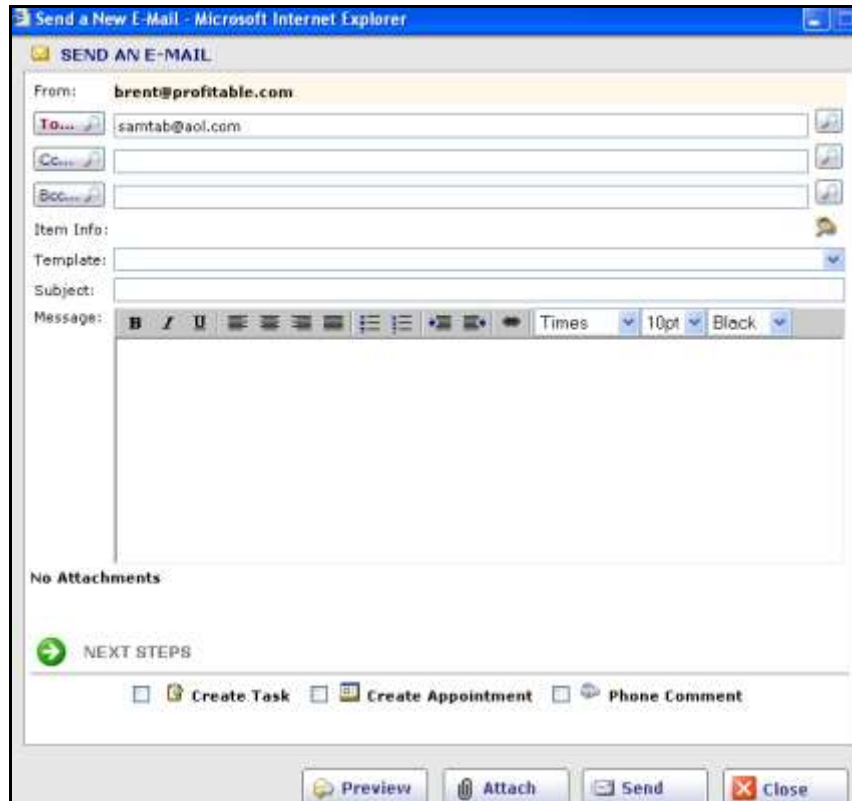 Send a New E-Mail - Microsoft Internet Explorer
SEND AN E-MAIL
From: brent@profitable.com
To... samtab@aol.com
Cc...
Bcc...
Item Info:
Template:
Subject:
Message: B I U Times 10pt Black
No Attachments
NEXT STEPS
Create Task Create Appointment Phone Comment
Preview Attach Send Close